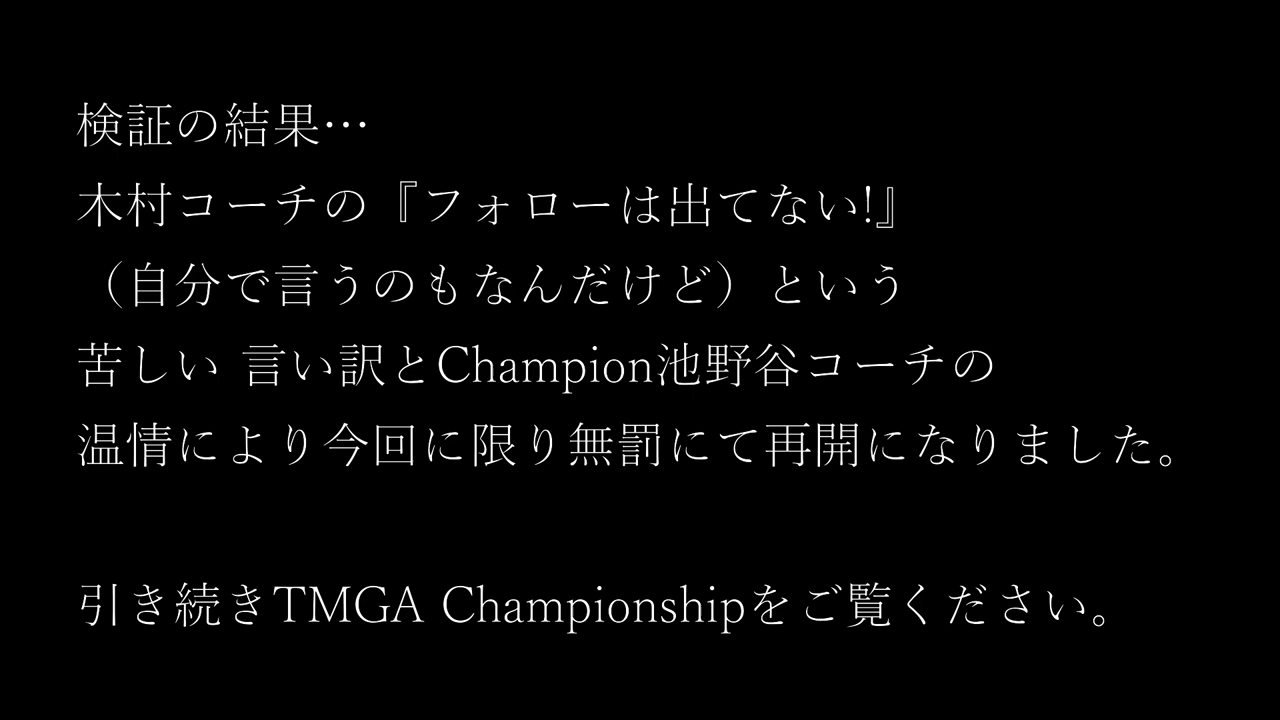 検証の結果…
木村コーチの『フォローは出てない!』
（自分で言うのもなんだけど）という
苦しい 言い訳とChampion池野谷コーチの
温情により今回に限り無罰にて再開になりました。
引き続きTMGA Championshipをご覧ください。